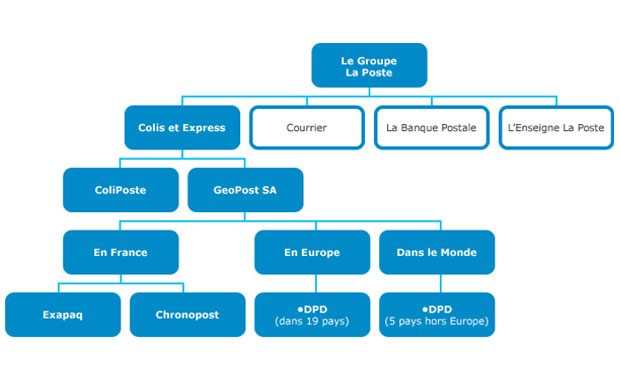 Le Groupe
La Poste
Colis et Express
Courrier
La Banque Postale
L'Enseigne La Poste
ColiPoste
GeoPost SA
En France
En Europe
Dans le Monde
Exapaq
Chronopost
•DPD
(dans 19 pays)
•DPD
(5 pays hors Europe)